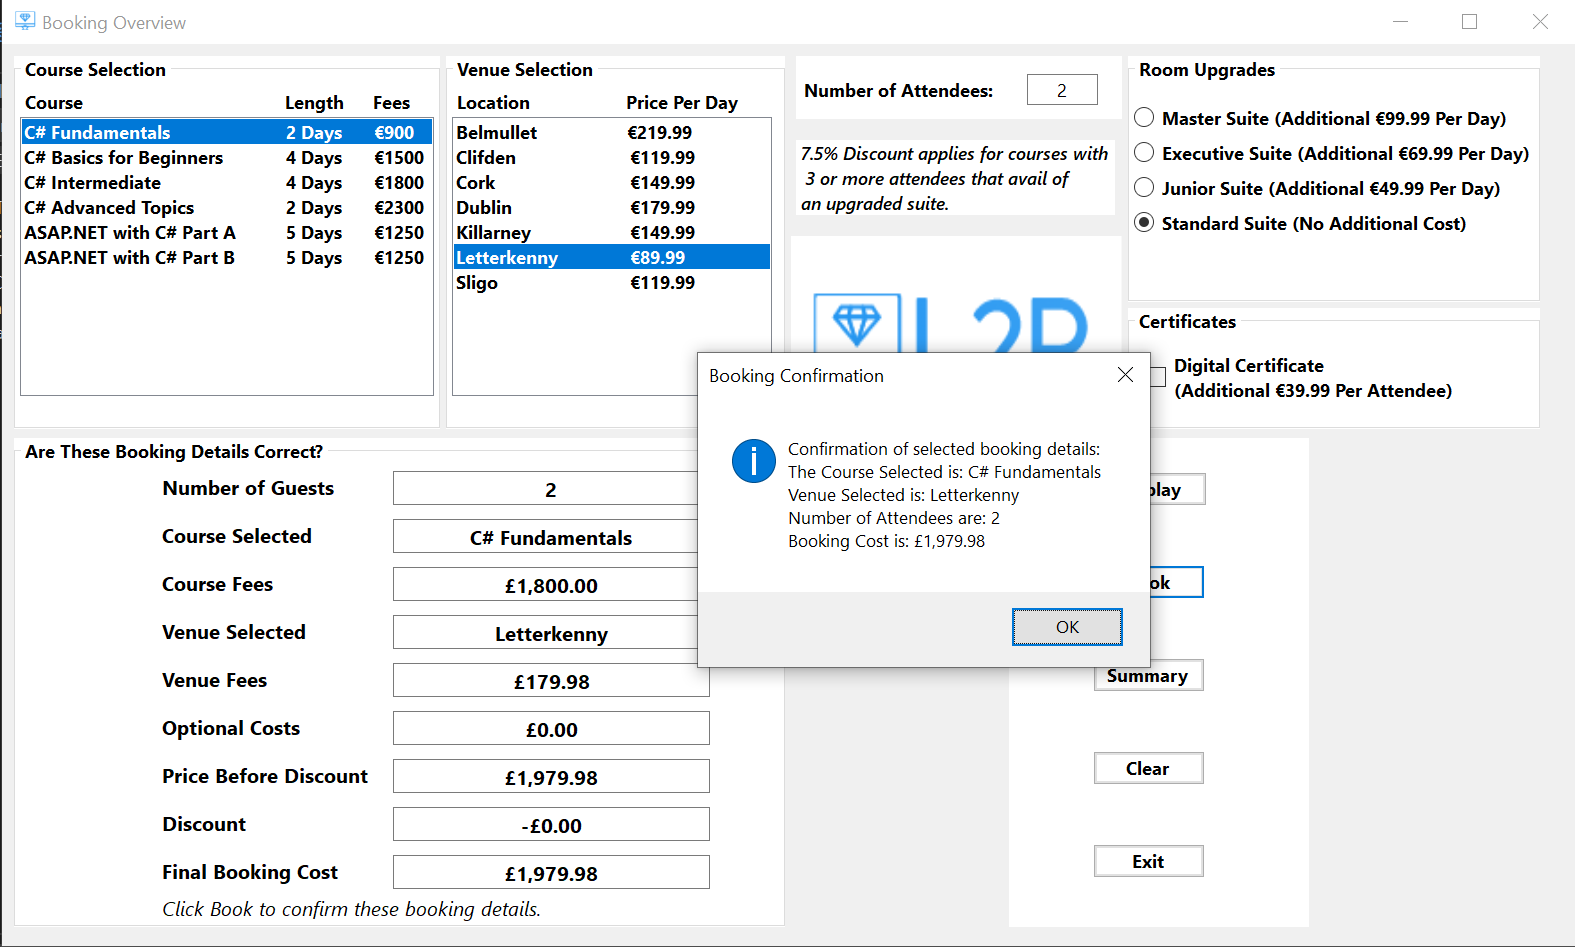 Booking Overview
Course Selection
Course Length Fees
C# Fundamentals 2 Days €900
C# Basics for Beginners 4 Days €1500
C# Intermediate 4 Days €1800
C# Advanced Topics 2 Days €2300
ASAP.NET with C# Part A 5 Days €1250
ASAP.NET with C# Part B 5 Days €1250
Venue Selection
Location Price Per Day
Belmullet €219.99
Clifden €119.99
Cork €149.99
Dublin €179.99
Killarney €149.99
Letterkenny €89.99
Sligo €119.99
Number of Attendees: 2
7.5% Discount applies for courses with
3 or more attendees that avail of
an upgraded suite.
Room Upgrades
Master Suite (Additional €99.99 Per Day)
Executive Suite (Additional €69.99 Per Day)
Junior Suite (Additional €49.99 Per Day)
Standard Suite (No Additional Cost)
Certificates
Digital Certificate
(Additional €39.99 Per Attendee)
Booking Confirmation
Confirmation of selected booking details:
The Course Selected is: C# Fundamentals
Venue Selected is: Letterkenny
Number of Attendees are: 2
Booking Cost is: £1,979.98
OK
Are These Booking Details Correct?
Number of Guests 2
Course Selected C# Fundamentals
Course Fees £1,800.00
Venue Selected Letterkenny
Venue Fees £179.98
Optional Costs £0.00
Price Before Discount £1,979.98
Discount -£0.00
Final Booking Cost £1,979.98
Click Book to confirm these booking details.
Summary
Clear
Exit